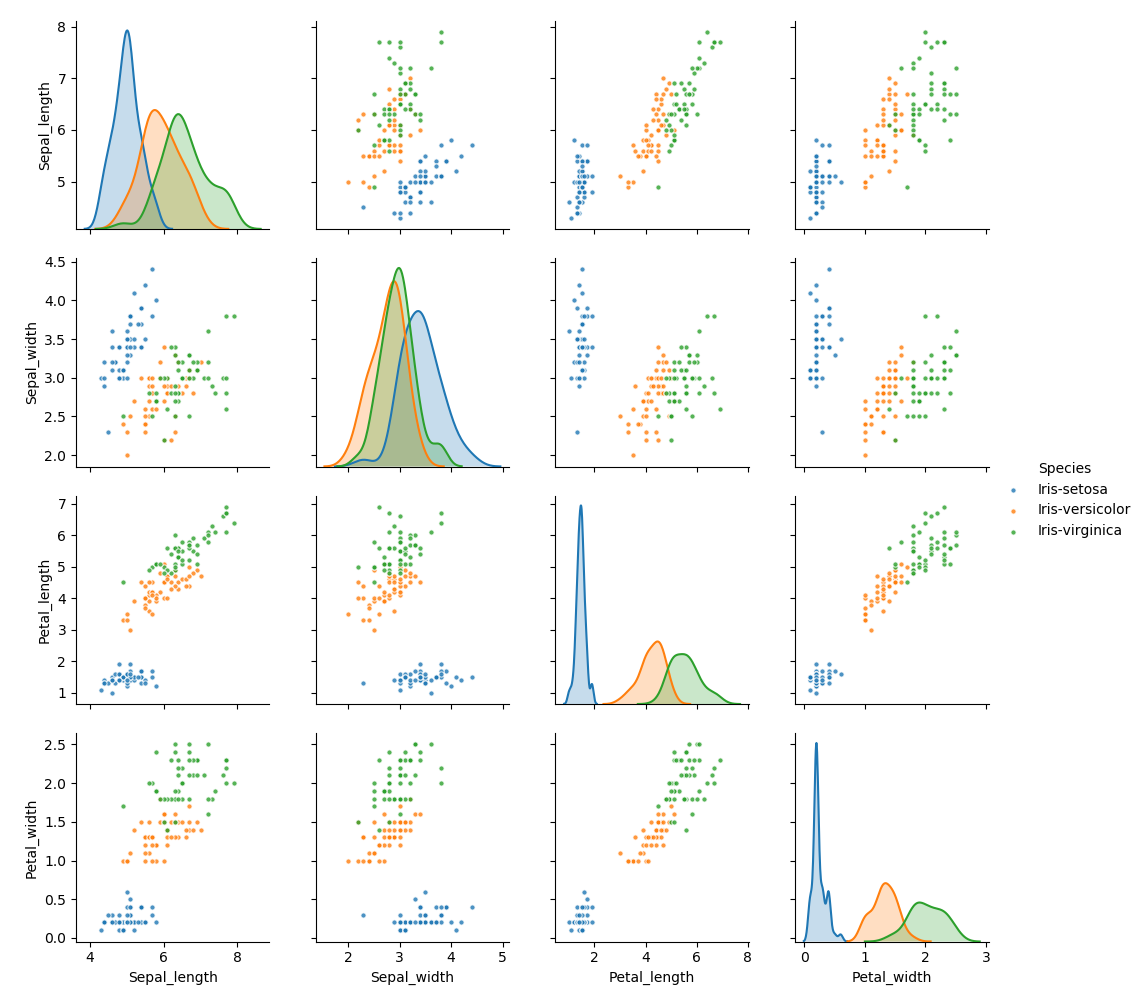 8
7
6
5
Sepal_length
4 6 8
4.5
4.0
3.5
3.0
2.5
2.0
Sepal_width
Species
Iris-setosa
Iris-versicolor
Iris-virginica
7
6
5
4
3
2
1
Petal_length
2.5
2.0
1.5
1.0
0.5
0.0
Petal_width
4 6 8
Sepal_length
2 3 4 5
Sepal_width
2 4 6 8
Petal_length
0 1 2 3
Petal_width